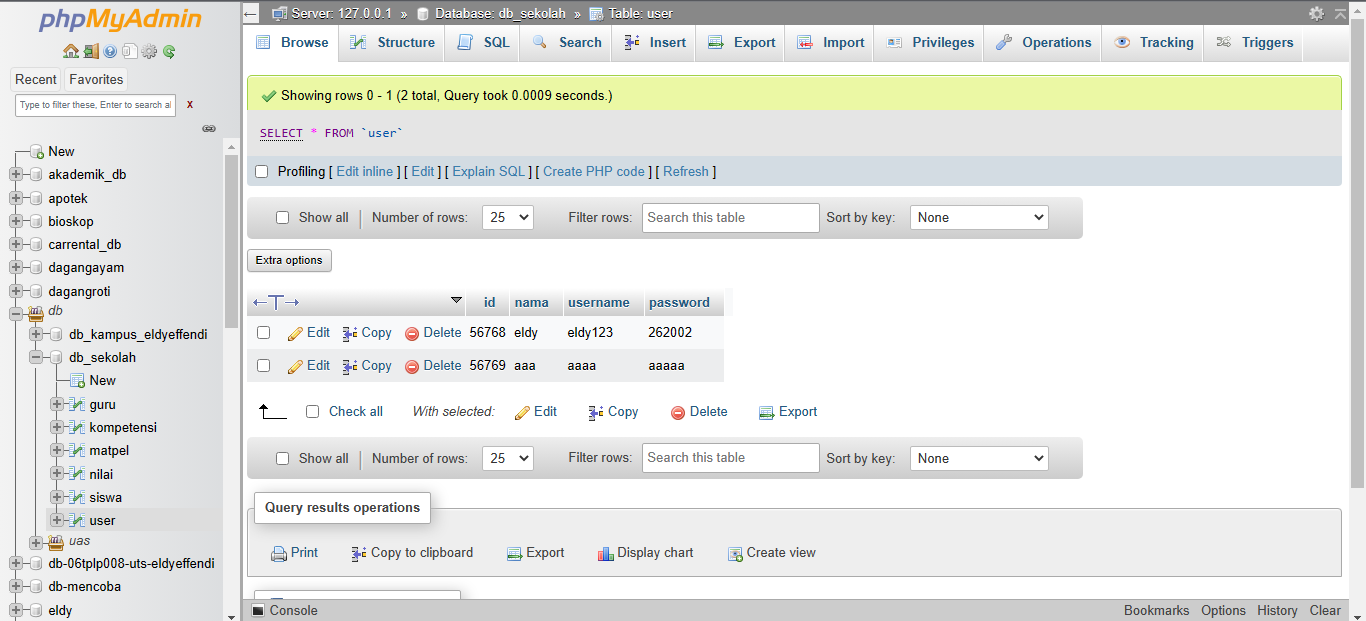 phpMyAdmin
Recent Favorites
Type to filter these, Enter to search al X
New
akademik_db
apotek
bioskop
carrental_db
dagangayam
dagangroti
db
db_kampus_eldyeffendi
db_sekolah
New
guru
kompetensi
matpel
nilai
siswa
user
uas
db-06tplp008-uts-eldyeffendi
db-mencoba
eldy
Server: 127.0.0.1 » Database: db_sekolah » Table: user
Browse Structure SQL Search Insert Export Import Privileges Operations Tracking Triggers
Showing rows 0 - 1 (2 total, Query took 0.0009 seconds.)
SELECT * FROM `user`
Profiling [ Edit inline ] [ Edit ] [ Explain SQL ] [ Create PHP code ] [ Refresh ]
Show all | Number of rows: 25 Filter rows: Search this table Sort by key: None
Extra options
←T→ id nama username password
Edit Copy Delete 56768 eldy eldy123 262002
Edit Copy Delete 56769 aaa aaaa aaaaa
Check all With selected: Edit Copy Delete Export
Show all | Number of rows: 25 Filter rows: Search this table Sort by key: None
Query results operations
Print Copy to clipboard Export Display chart Create view
Console Bookmarks Options History Clear